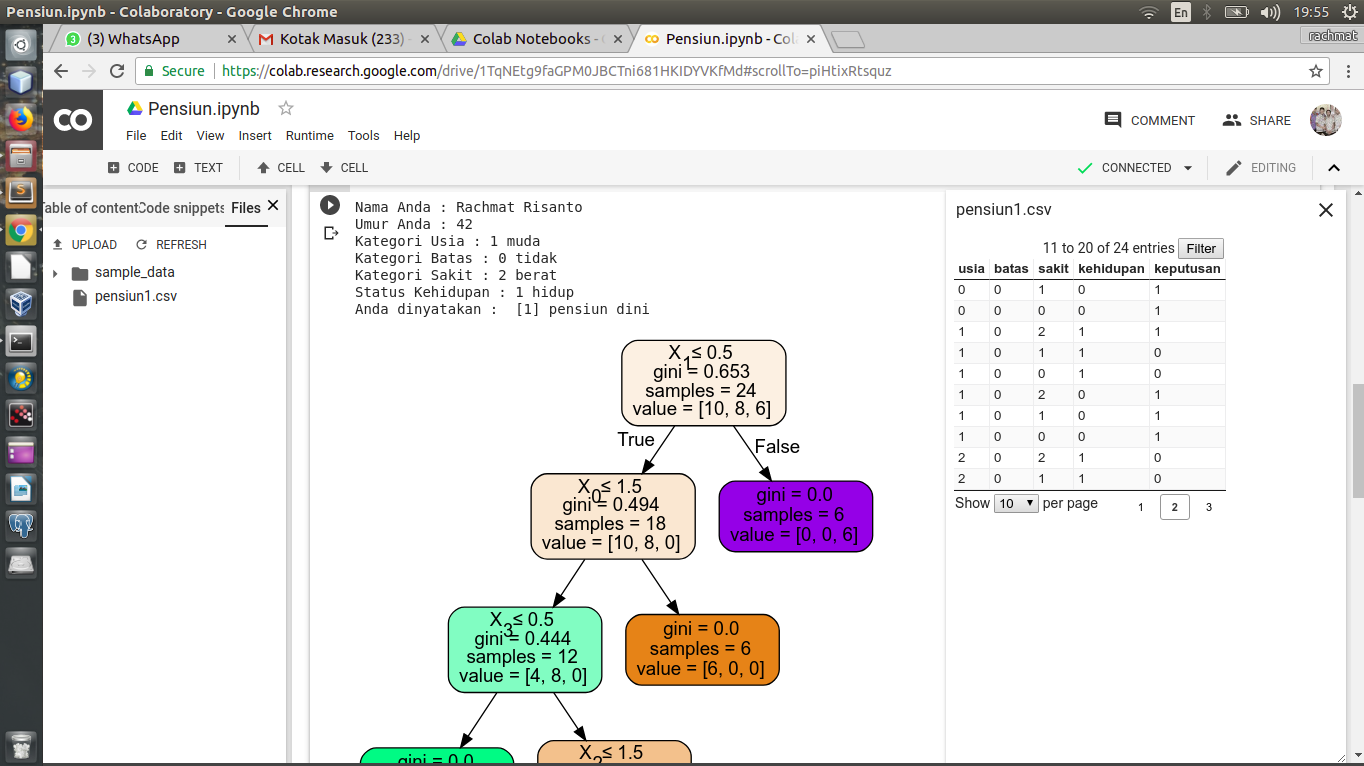 Pensiun.ipynb - Colaboratory - Google Chrome
En
19:55
(3) WhatsApp
Kotak Masuk (233) -
Colab Notebooks -
Pensiun.ipynb - Col
rachmat
Secure
https://colab.research.google.com/drive/1TqNEtg9faGPM0JBCTni681HKIDYVKfMd#scrollTo=piHtixRtsquz
CO
Pensiun.ipynb
COMMENT
SHARE
File Edit View Insert Runtime Tools Help
CODE TEXT CELL CELL
CONNECTED
EDITING
Table of content Code snippets Files
UPLOAD REFRESH
sample_data
pensiun1.csv
Nama Anda : Rachmat Risanto
Umur Anda : 42
Kategori Usia : 1 muda
Kategori Batas : 0 tidak
Kategori Sakit : 2 berat
Status Kehidupan : 1 hidup
Anda dinyatakan :  [1] pensiun dini
X1 ≤ 0.5
gini = 0.653
samples = 24
value = [10, 8, 6]
True
False
X0 ≤ 1.5
gini = 0.494
samples = 18
value = [10, 8, 0]
gini = 0.0
samples = 6
value = [0, 0, 6]
X3 ≤ 0.5
gini = 0.444
samples = 12
value = [4, 8, 0]
gini = 0.0
samples = 6
value = [6, 0, 0]
gini = 0.0
X2 ≤ 1.5
pensiun1.csv
11 to 20 of 24 entries Filter
usia batas sakit kehidupan keputusan
0 0 1 0 1
0 0 0 0 1
1 0 2 1 1
1 0 1 1 0
1 0 0 1 0
1 0 2 0 1
1 0 1 0 1
1 0 0 0 1
2 0 2 1 0
2 0 1 1 0
Show 10 per page 1 2 3